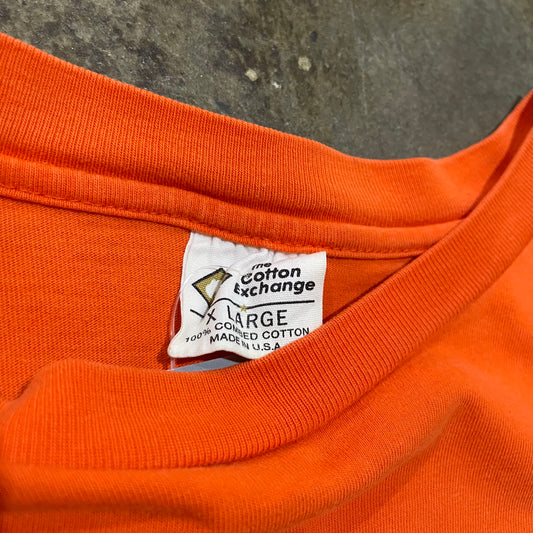 The
Cotton
Exchange
X LARGE
100% COMBED COTTON
MADE IN U.S.A